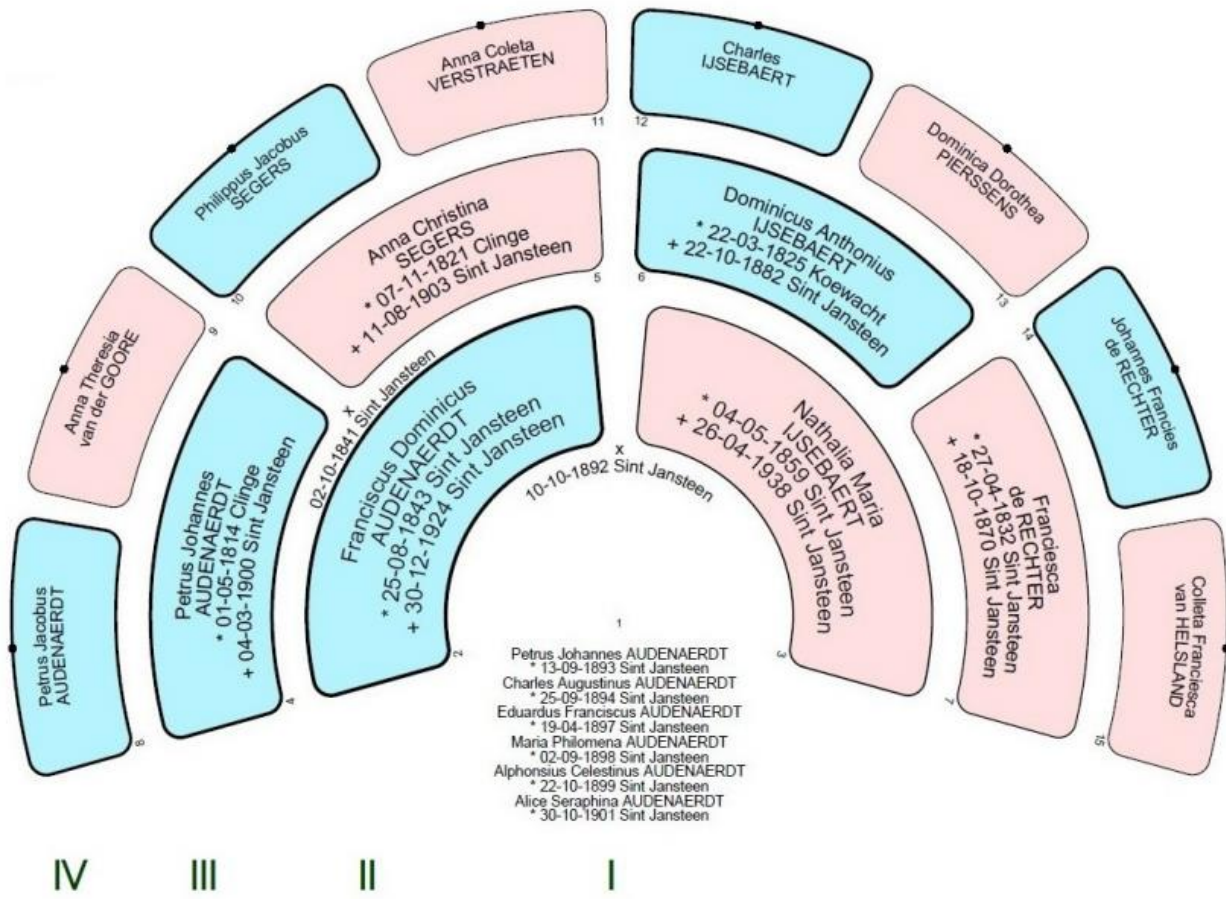 Anna Coleta
VERSTRAETEN
11
Charles
IJSEBAERT
12
Philippus Jacobus
SEGERS
10
Dominica Dorothea
PIERSSENS
13
Anna Theresia
van der GOORE
9
Johannes Francies
de RECHTER
14
Petrus Jacobus
AUDENAERDT
8
Colleta Franciesca
van HELSLAND
15
Anna Christina
SEGERS
* 07-11-1821 Clinge
+ 11-08-1903 Sint Jansteen
5
Dominicus Anthonius
IJSEBAERT
* 22-03-1825 Koewacht
+ 22-10-1882 Sint Jansteen
6
Petrus Johannes
AUDENAERDT
* 01-05-1814 Clinge
+ 04-03-1900 Sint Jansteen
4
x
02-10-1841 Sint Jansteen
Franciesca
de RECHTER
* 27-04-1832 Sint Jansteen
+ 18-10-1870 Sint Jansteen
7
Franciscus Dominicus
AUDENAERDT
* 25-08-1843 Sint Jansteen
+ 30-12-1924 Sint Jansteen
2
x
10-10-1892 Sint Jansteen
Nathalia Maria
IJSEBAERT
* 04-05-1859 Sint Jansteen
+ 26-04-1938 Sint Jansteen
3
1
Petrus Johannes AUDENAERDT
* 13-09-1893 Sint Jansteen
Charles Augustinus AUDENAERDT
* 25-09-1894 Sint Jansteen
Eduardus Franciscus AUDENAERDT
* 19-04-1897 Sint Jansteen
Maria Philomena AUDENAERDT
* 02-09-1898 Sint Jansteen
Alphonsius Celestinus AUDENAERDT
* 22-10-1899 Sint Jansteen
Alice Seraphina AUDENAERDT
* 30-10-1901 Sint Jansteen
IV III II I